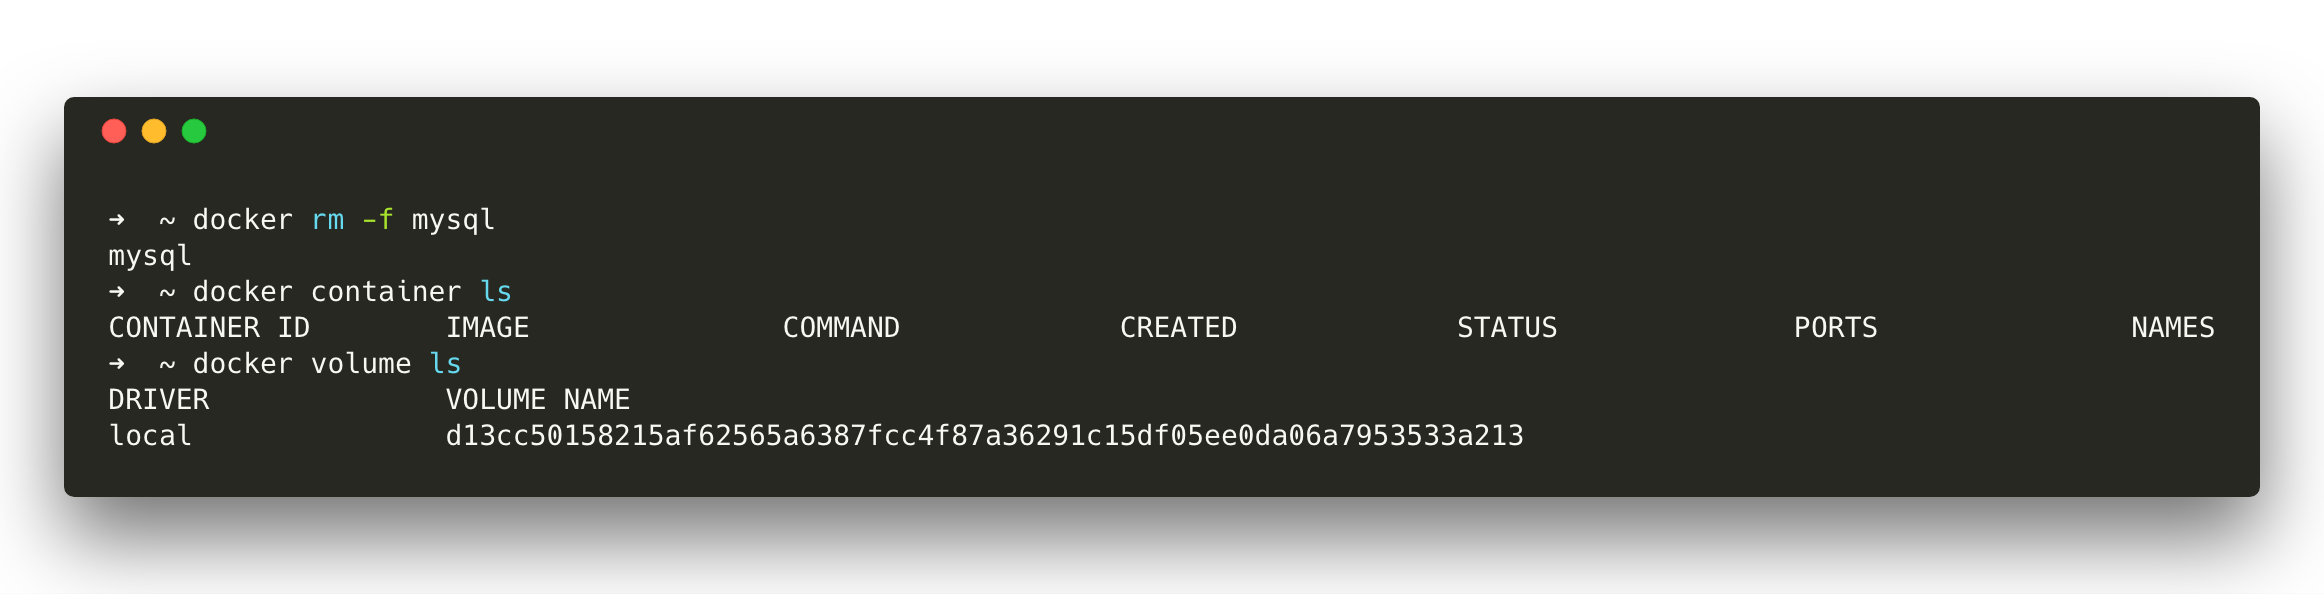 ➜  ~ docker rm -f mysql
mysql
➜  ~ docker container ls
CONTAINER ID        IMAGE               COMMAND             CREATED             STATUS              PORTS               NAMES
➜  ~ docker volume ls
DRIVER              VOLUME NAME
local               d13cc50158215af62565a6387fcc4f87a36291c15df05ee0da06a7953533a213